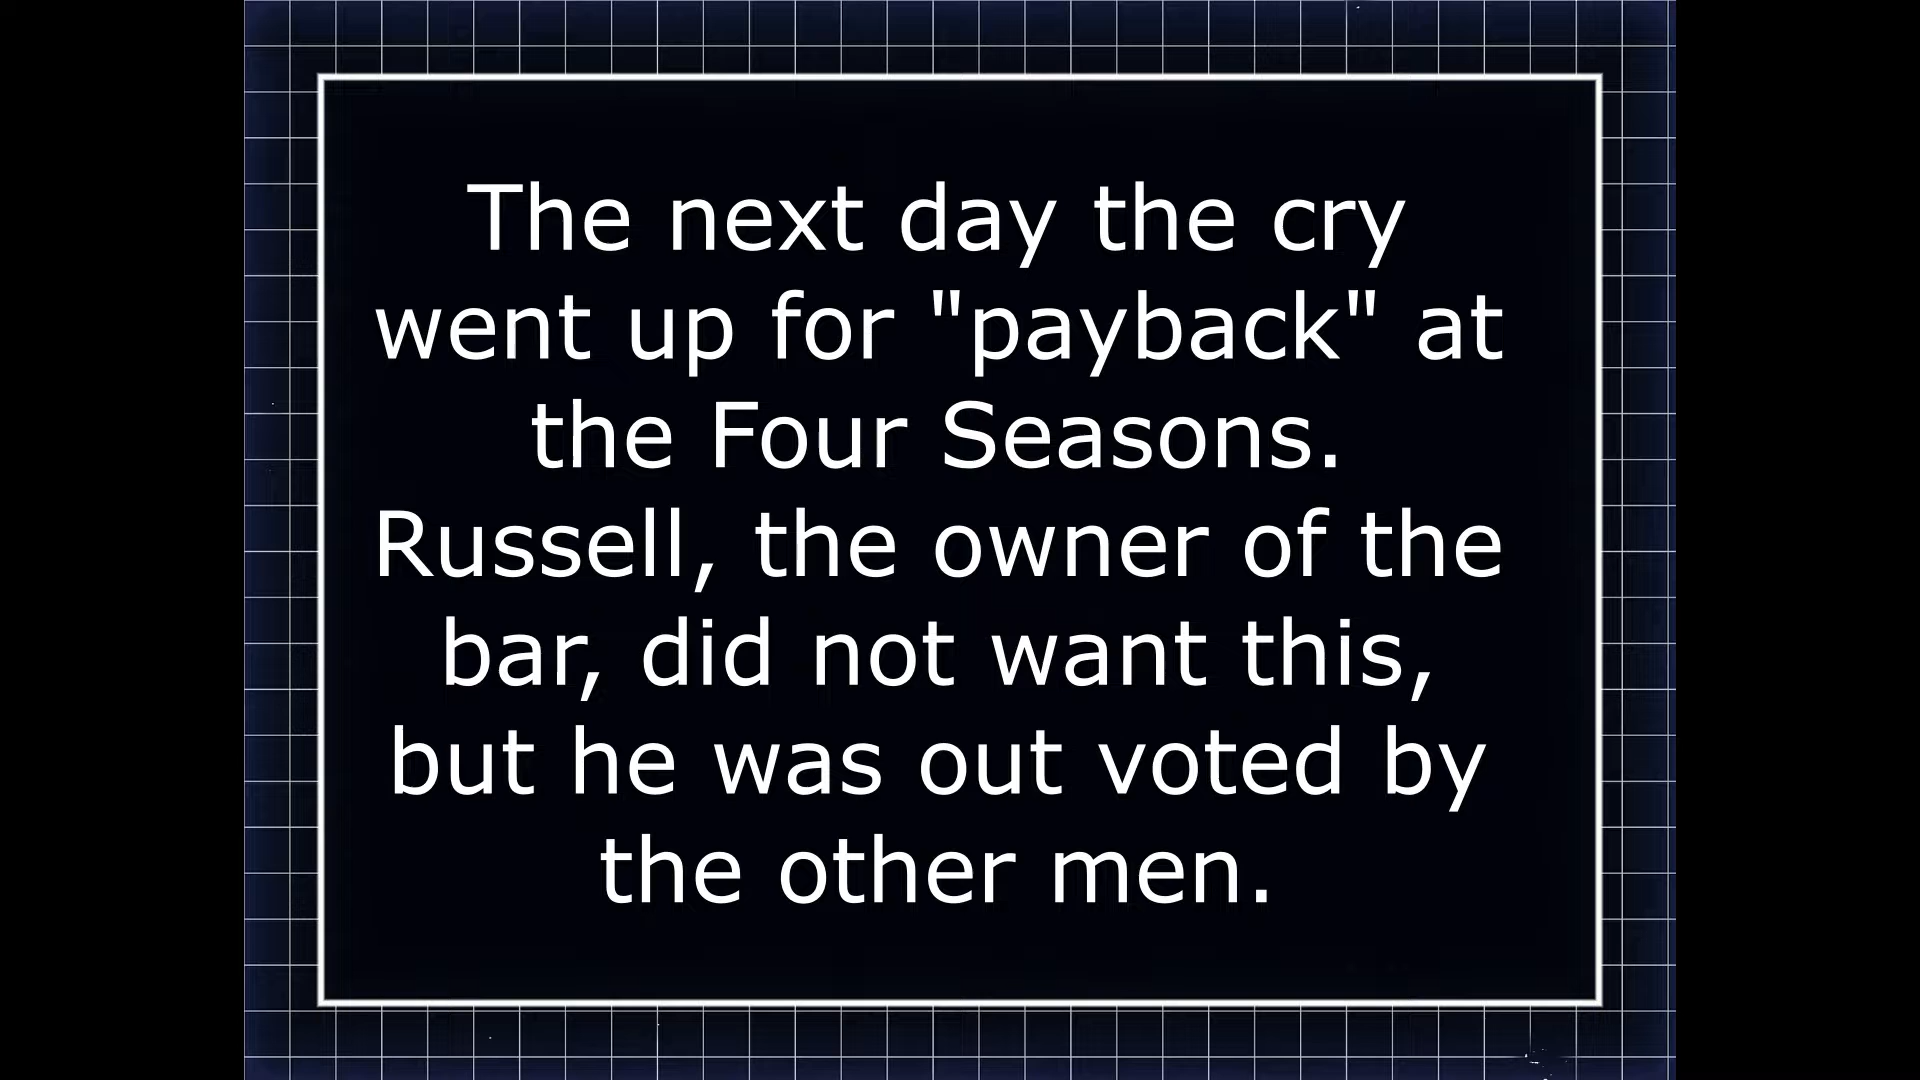 The next day the cry
went up for "payback" at
the Four Seasons.
Russell, the owner of the
bar, did not want this,
but he was out voted by
the other men.